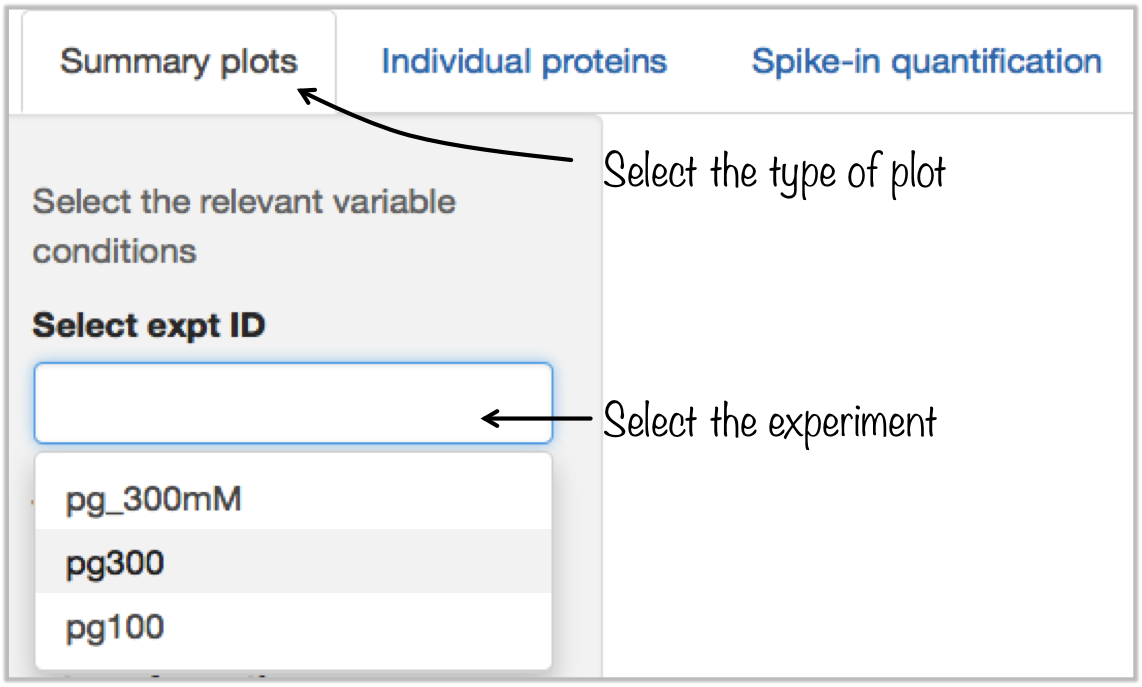 Summary plots Individual proteins Spike-in quantification
Select the type of plot
Select the relevant variable
conditions
Select expt ID
Select the experiment
pg_300mM
pg300
pg100